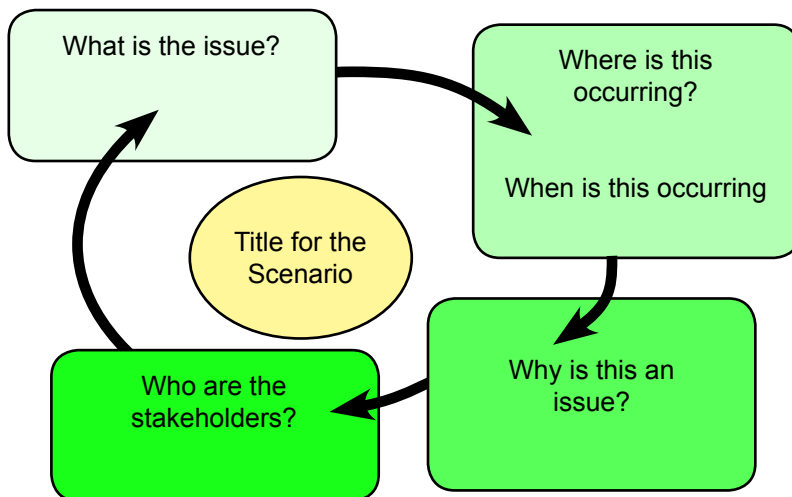 What is the issue?
Where is this
occurring?
When is this occurring
Title for the
Scenario
Why is this an
issue?
Who are the
stakeholders?